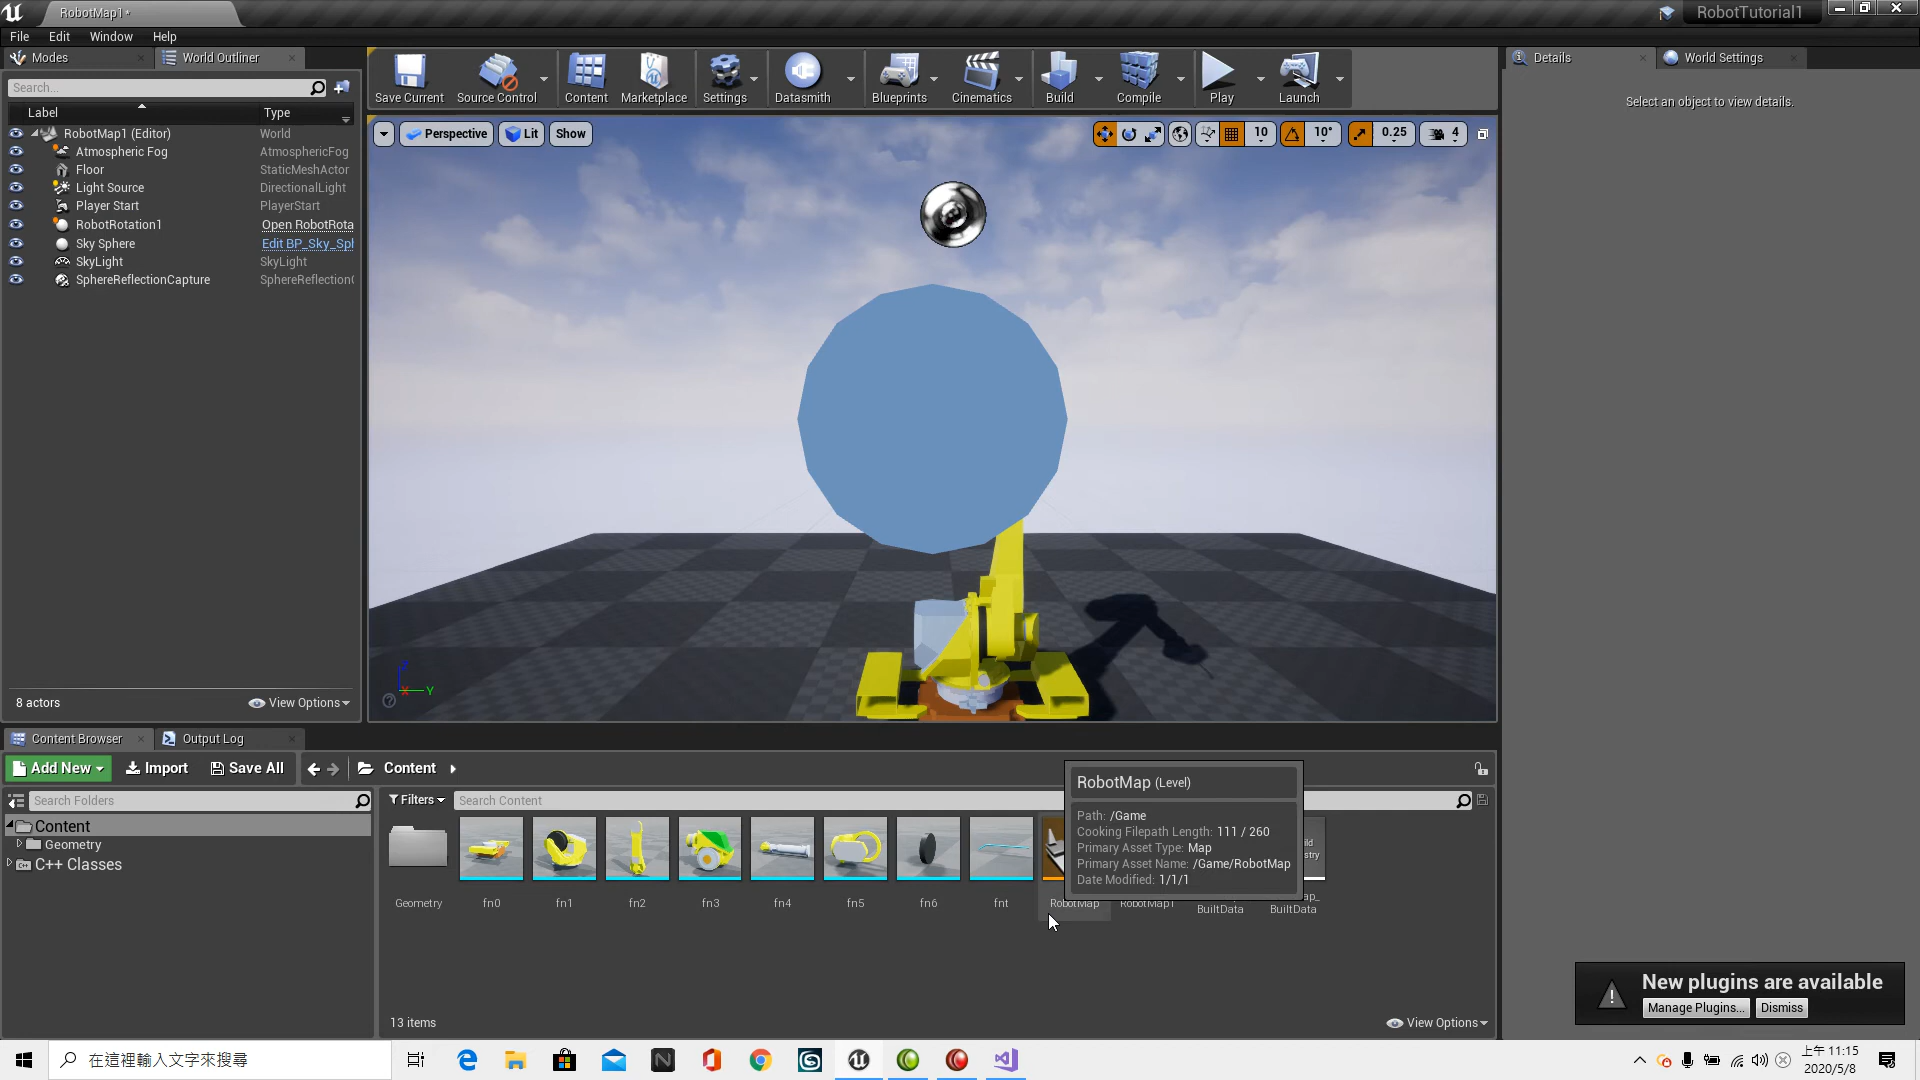 RobotMap1*
RobotTutorial1
File Edit Window Help
Modes
World Outliner
Search...
Label Type
RobotMap1 (Editor) World
Atmospheric Fog AtmosphericFog
Floor StaticMeshActor
Light Source DirectionalLight
Player Start PlayerStart
RobotRotation1 Open RobotRota
Sky Sphere Edit BP_Sky_Sph
SkyLight SkyLight
SphereReflectionCapture SphereReflection
8 actors View Options
Save Current Source Control Content Marketplace Settings Datasmith Blueprints Cinematics Build Compile Play Launch
Perspective Lit Show
10 10° 0.25 4
Z
X Y
Details
World Settings
Select an object to view details.
Content Browser
Output Log
Add New Import Save All Content
Search Folders
Content
Geometry
C++ Classes
Filters Search Content
Geometry fn0 fn1 fn2 fn3 fn4 fn5 fn6 fnt RobotMap RobotMap1
BuiltData BuiltData
RobotMap (Level)
Path: /Game
Cooking Filepath Length: 111 / 260
Primary Asset Type: Map
Primary Asset Name: /Game/RobotMap
Date Modified: 1/1/1
13 items View Options
New plugins are available
Manage Plugins... Dismiss
在這裡輸入文字來搜尋
上午 11:15
2020/5/8